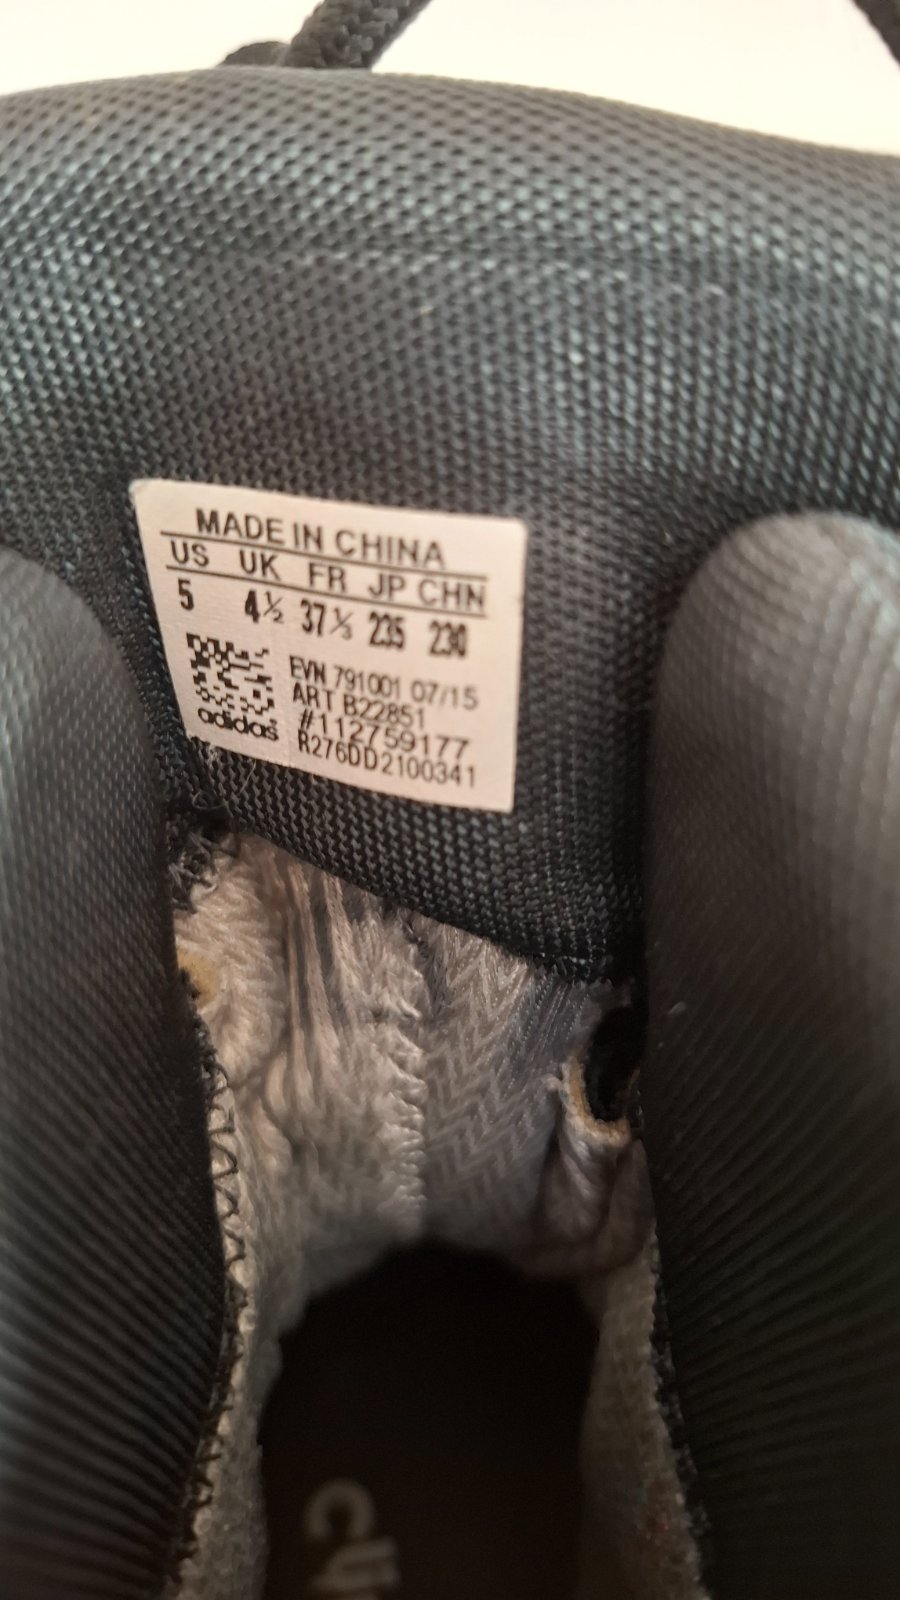 MADE IN CHINA
US UK FR JP CHN
5 4½ 37⅓ 235 230
EVN 791001 07/15
ART B22851
#112759177
R276DD2100341
adidas